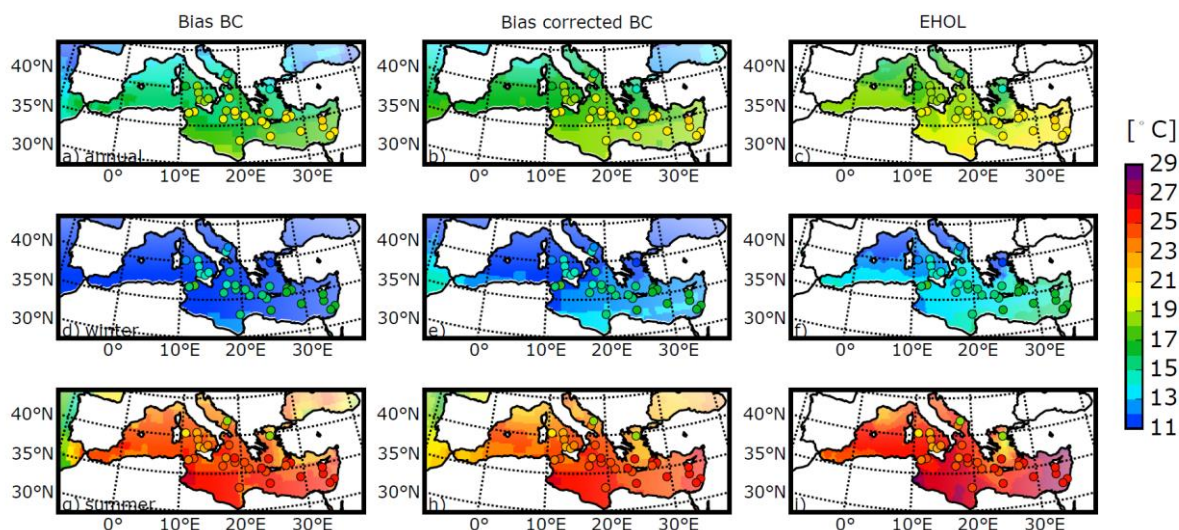 Bias BC Bias corrected BC EHOL
40°N 40°N 40°N
35°N 35°N 35°N
30°N 30°N 30°N
a) annual b) c)
0° 10°E 20°E 30°E 0° 10°E 20°E 30°E 0° 10°E 20°E 30°E
[°C]
29
27
25
23
21
19
17
15
13
11
40°N 40°N 40°N
35°N 35°N 35°N
30°N 30°N 30°N
d) winter e) f)
0° 10°E 20°E 30°E 0° 10°E 20°E 30°E 0° 10°E 20°E 30°E
40°N 40°N 40°N
35°N 35°N 35°N
30°N 30°N 30°N
g) summer h) i)
0° 10°E 20°E 30°E 0° 10°E 20°E 30°E 0° 10°E 20°E 30°E